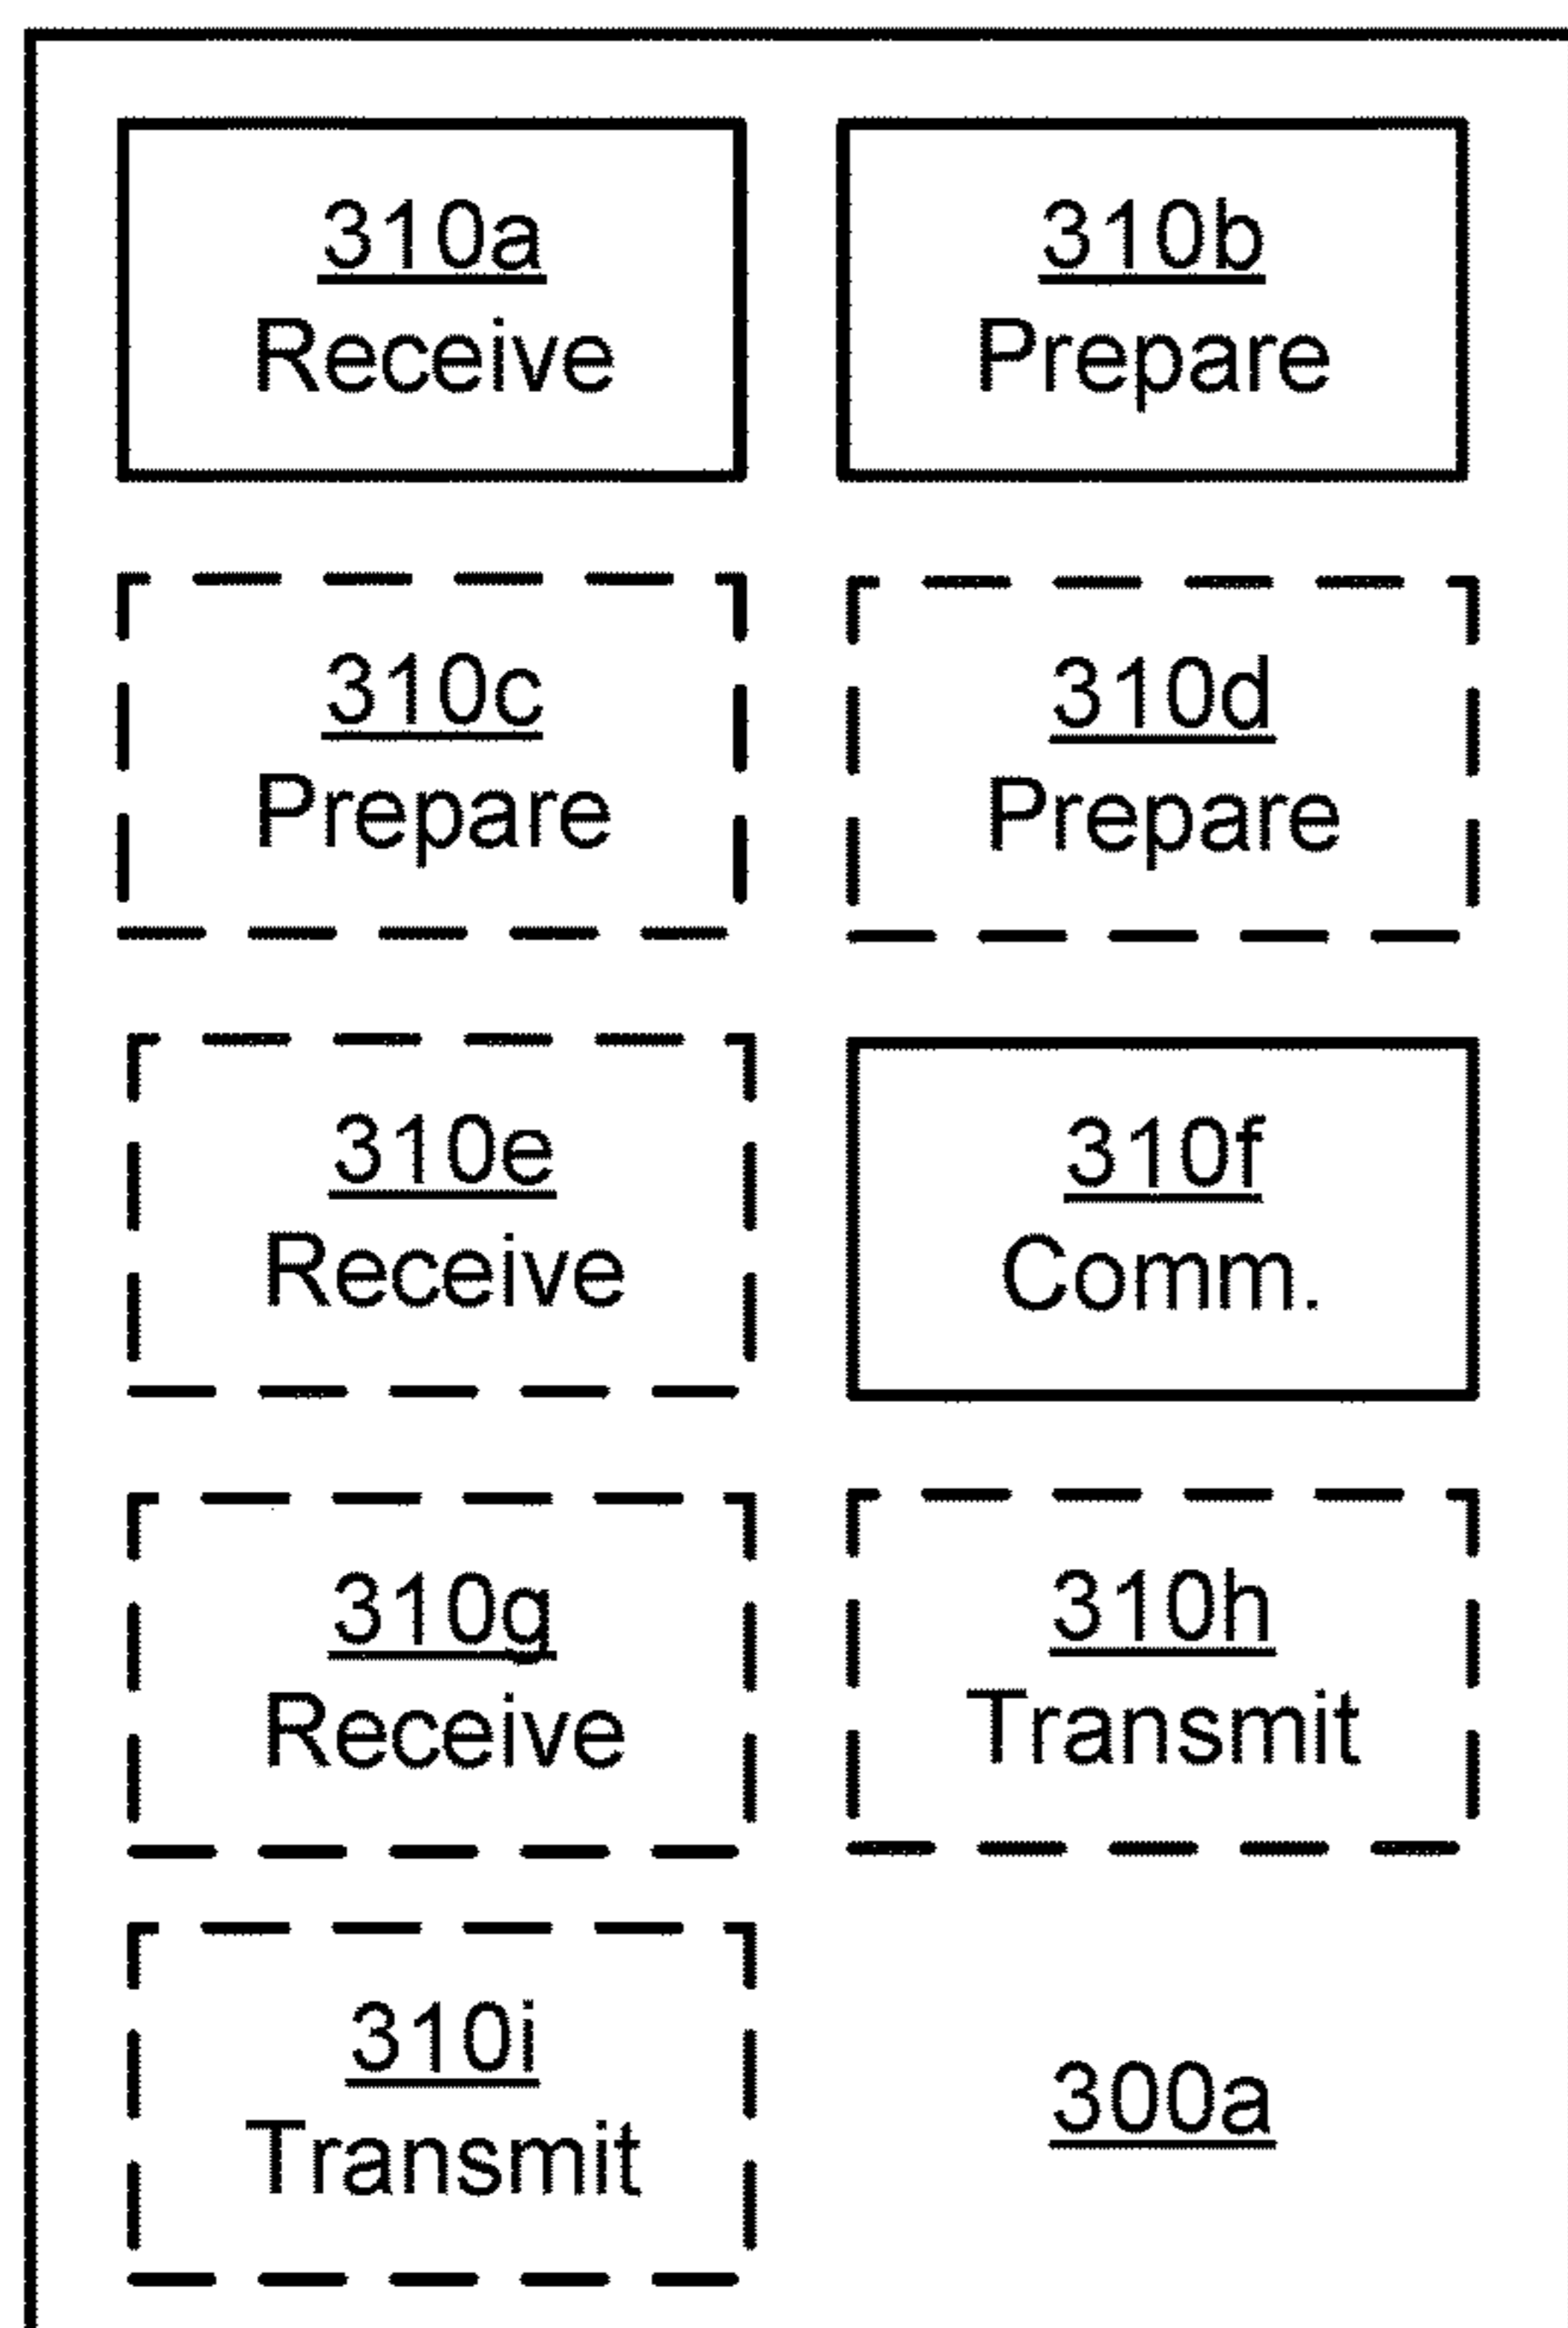 310a
Receive
310b
Prepare
310c
Prepare
310d
Prepare
310e
Receive
310f
Comm.
310g
Receive
310h
Transmit
310i
Transmit
300a